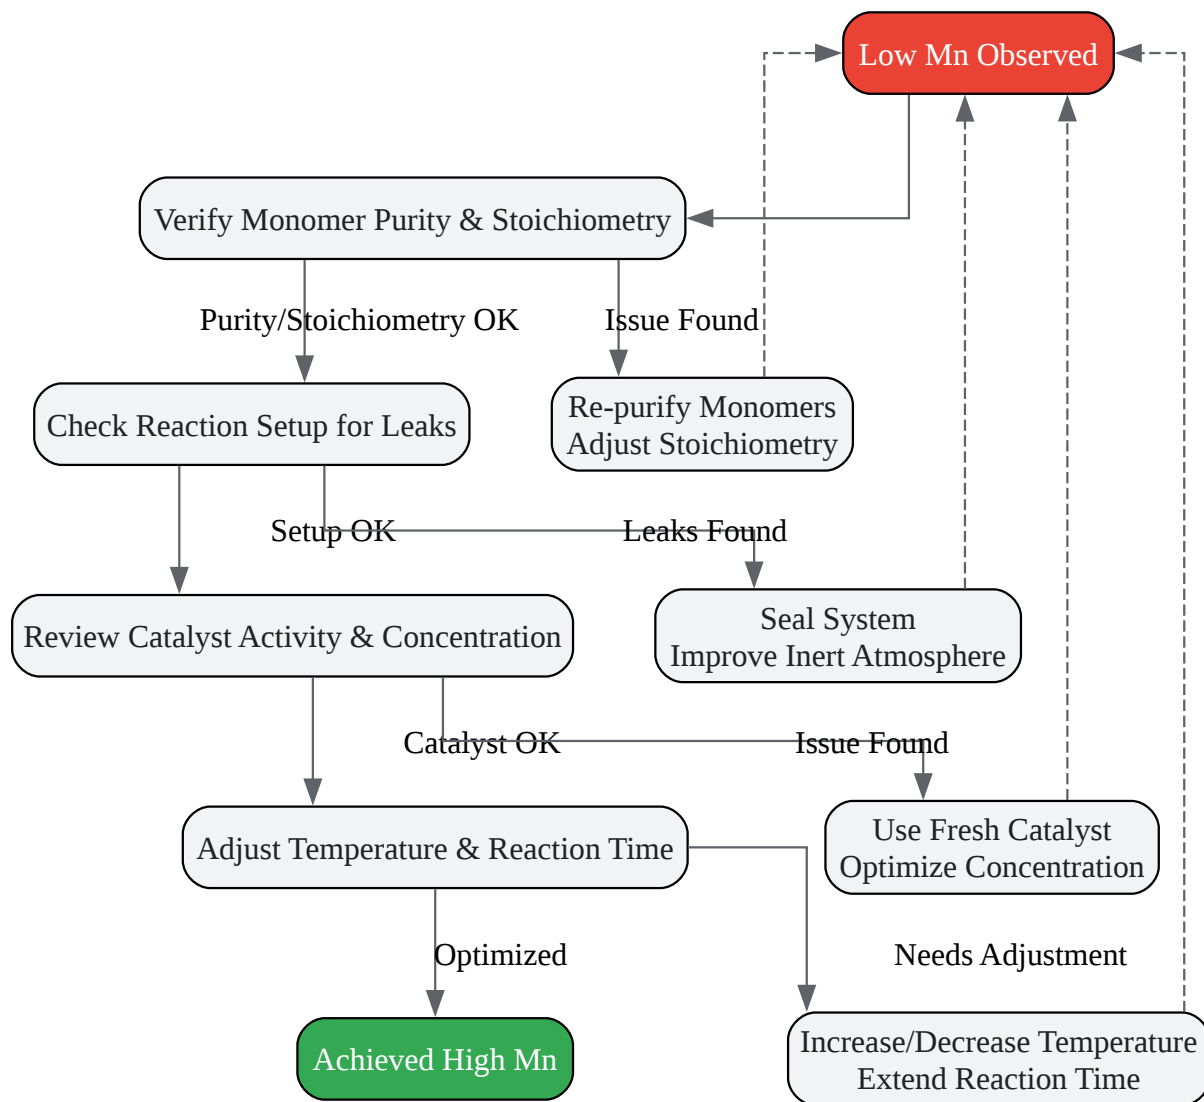 Low Mn Observed
Verify Monomer Purity & Stoichiometry
Purity/Stoichiometry OK
Issue Found
Check Reaction Setup for Leaks
Re-purify Monomers
Adjust Stoichiometry
Setup OK
Leaks Found
Review Catalyst Activity & Concentration
Seal System
Improve Inert Atmosphere
Catalyst OK
Issue Found
Adjust Temperature & Reaction Time
Use Fresh Catalyst
Optimize Concentration
Optimized
Needs Adjustment
Achieved High Mn
Increase/Decrease Temperature
Extend Reaction Time